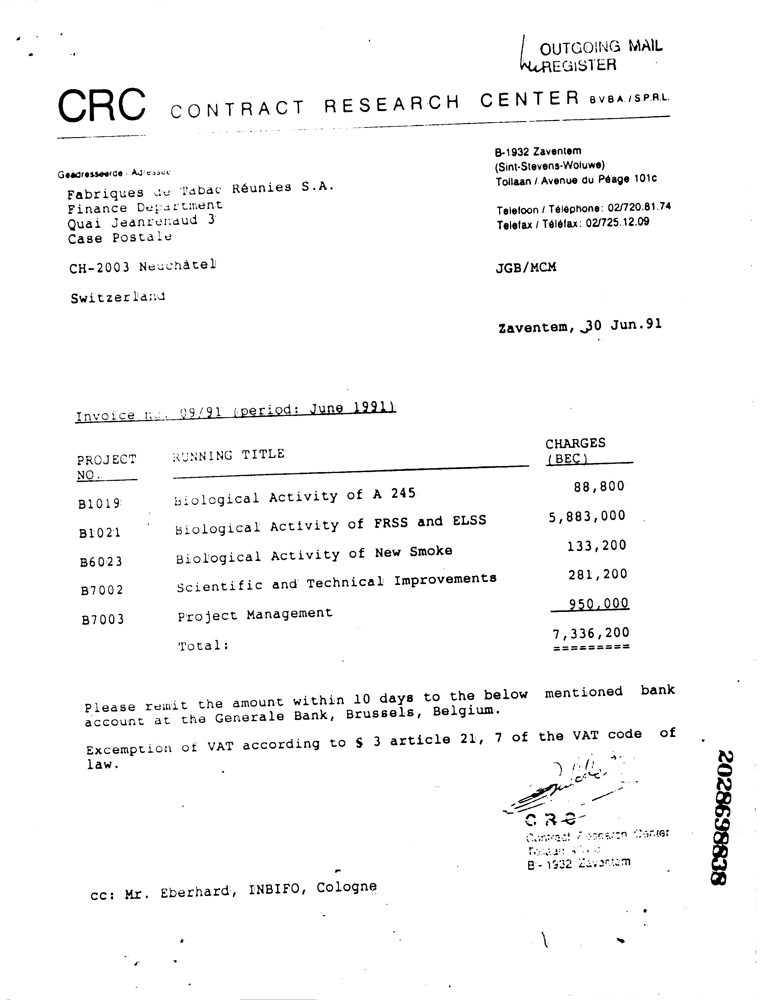 OUTGOING MAIL
REGISTER
CRC CONTRACT RESEARCH CENTER B.V.B.A. / S.P.R.L.
B-1932 Zaventem
(Sint-Stevens-Woluwe)
Tollaan / Avenue du Péage 101c
Telefoon / Téléphone: 02/720.81.74
Telefax / Téléfax: 02/725.12.09
Geadresseerde / Adressee
Fabriques de Tabac Réunies S.A.
Finance Department
Quai Jeanrenaud 3
Case Postale
CH-2003 Neuchâtel
Switzerland
JGB/MCM
Zaventem, 30 Jun.91
Invoice no. 09/91 (period: June 1991)
PROJECT NO. RUNNING TITLE CHARGES (BEC)
B1019 Biological Activity of A 245 88,800
B1021 Biological Activity of FRSS and ELSS 5,883,000
B6023 Biological Activity of New Smoke 133,200
B7002 Scientific and Technical Improvements 281,200
B7003 Project Management 950,000
Total: 7,336,200
=========
Please remit the amount within 10 days to the below mentioned bank
account at the Generale Bank, Brussels, Belgium.
Excemption of VAT according to § 3 article 21, 7 of the VAT code of
law.
CRC
Contract Research Center
B - 1932 Zaventem
cc: Mr. Eberhard, INBIFO, Cologne
2028698838